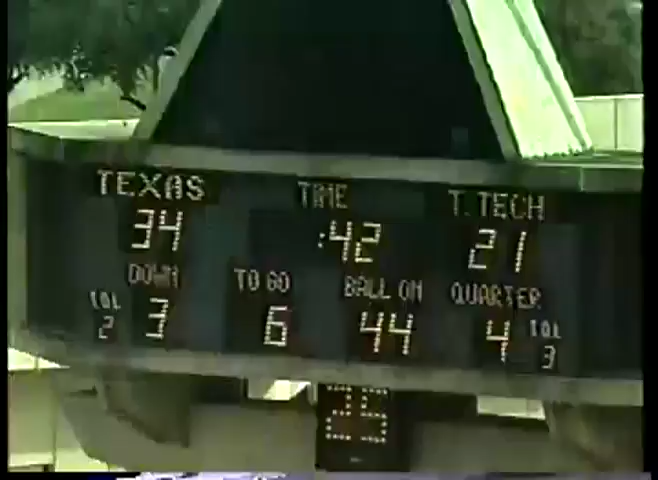 TEXAS TIME T. TECH
34 :42 21
DOWN TO GO BALL ON QUARTER
TOL 3 6 44 4 TOL
2 3